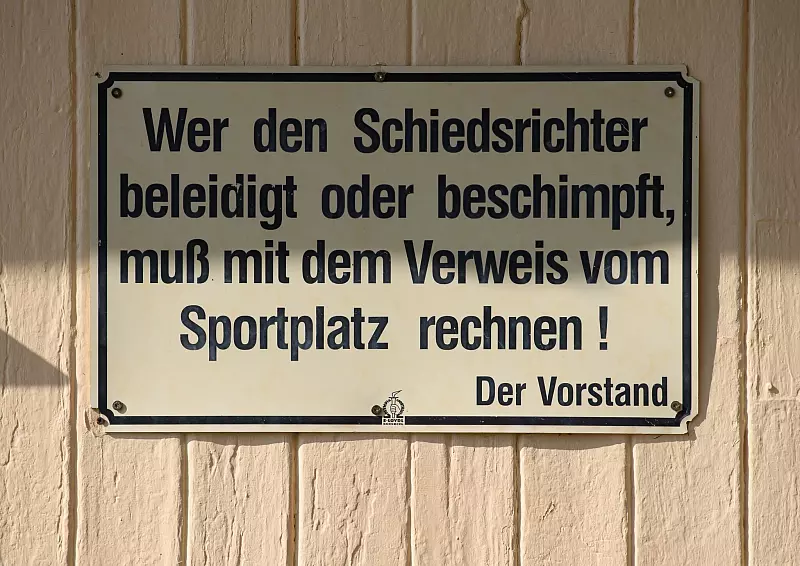 Wer den Schiedsrichter
beleidigt oder beschimpft,
muß mit dem Verweis vom
Sportplatz rechnen !
Der Vorstand